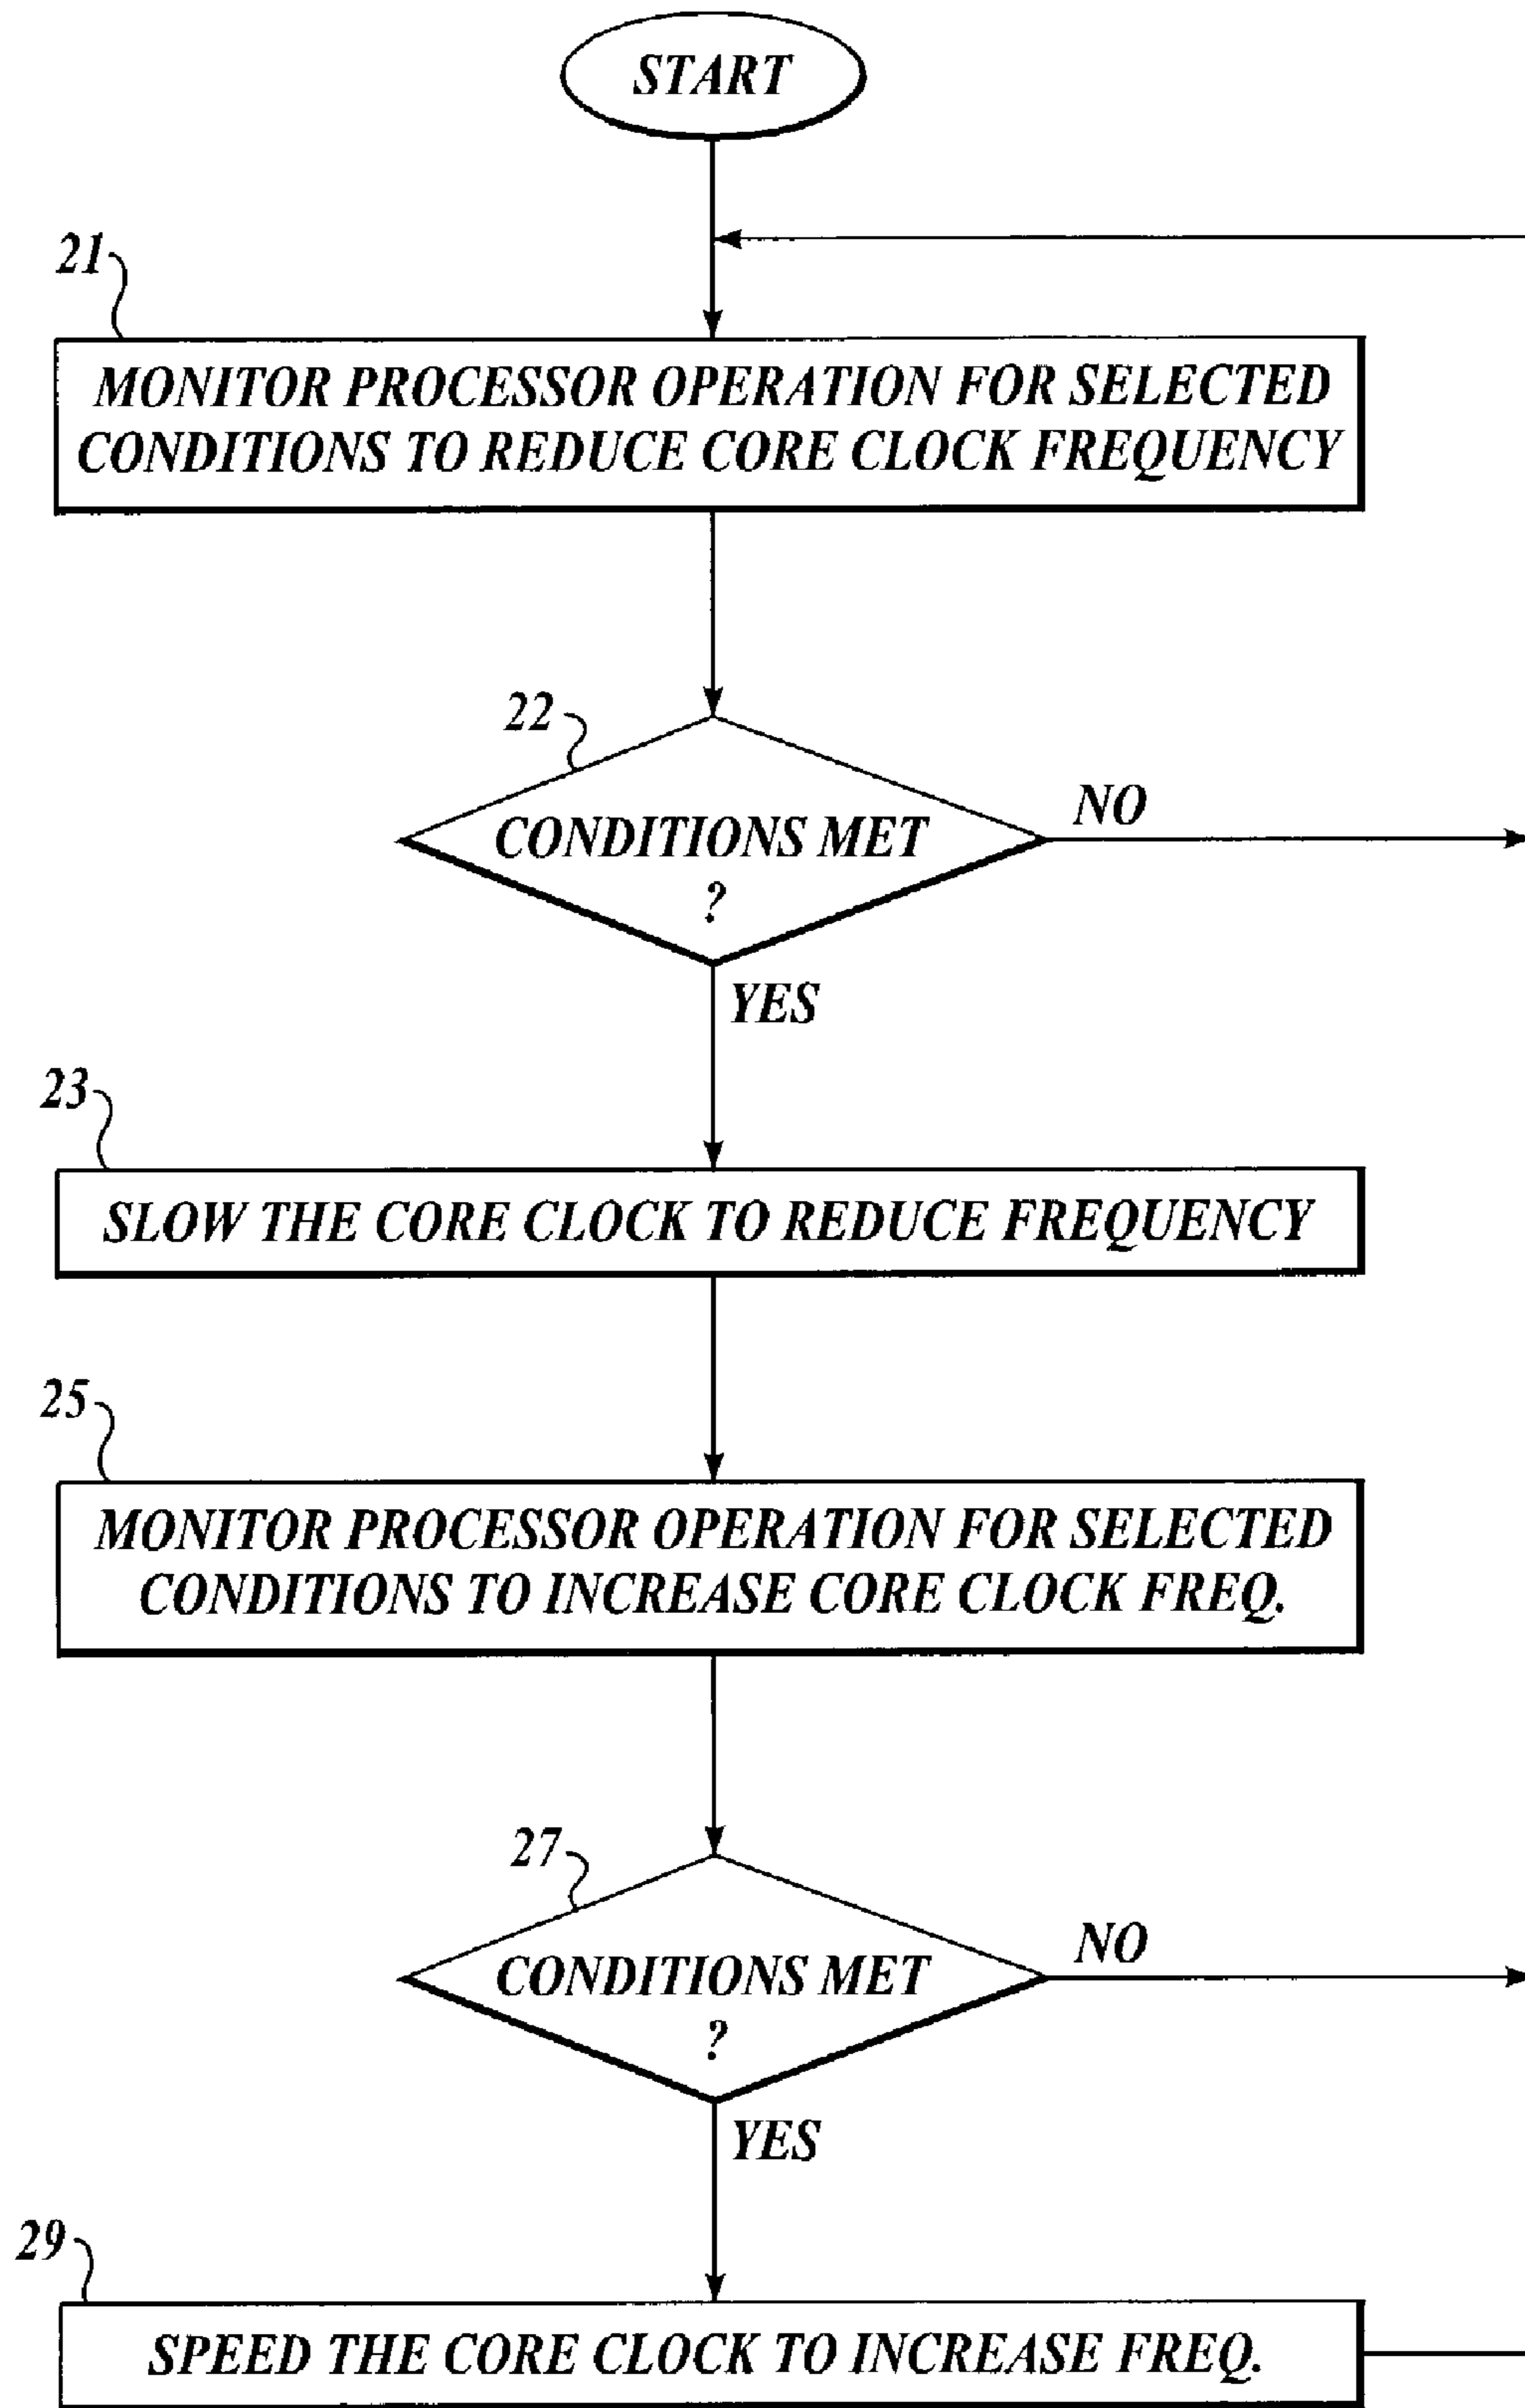 START
21
MONITOR PROCESSOR OPERATION FOR SELECTED
CONDITIONS TO REDUCE CORE CLOCK FREQUENCY
22
CONDITIONS MET
?
NO
YES
23
SLOW THE CORE CLOCK TO REDUCE FREQUENCY
25
MONITOR PROCESSOR OPERATION FOR SELECTED
CONDITIONS TO INCREASE CORE CLOCK FREQ.
27
CONDITIONS MET
?
NO
YES
29
SPEED THE CORE CLOCK TO INCREASE FREQ.